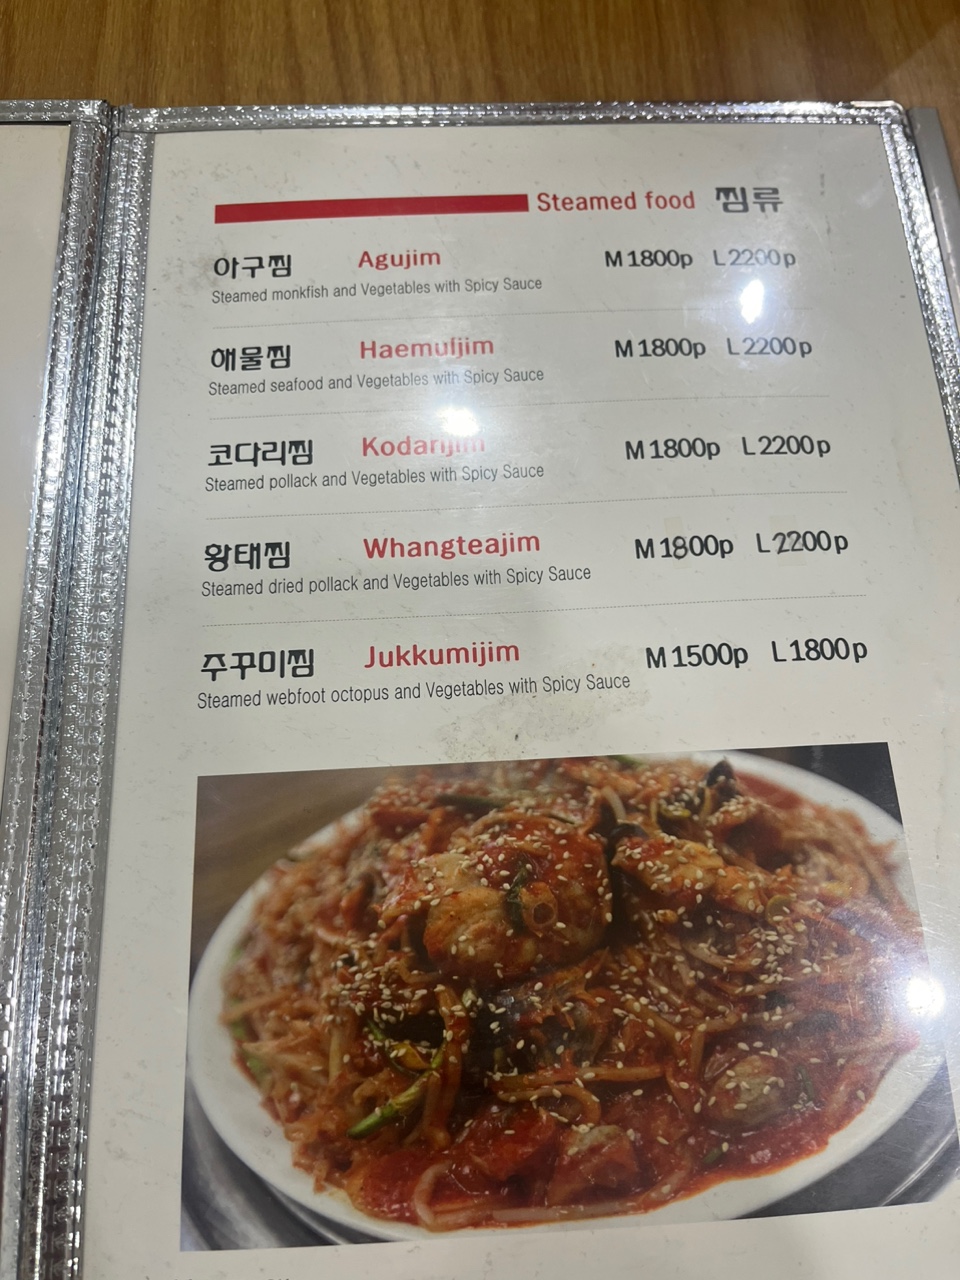 Steamed food 찜류
아구찜 Agujim M1800p L2200p
Steamed monkfish and Vegetables with Spicy Sauce
해물찜 Haemuljim M1800p L2200p
Steamed seafood and Vegetables with Spicy Sauce
코다리찜 Kodarijim M1800p L2200p
Steamed pollack and Vegetables with Spicy Sauce
황태찜 Whangteajim M1800p L2200p
Steamed dried pollack and Vegetables with Spicy Sauce
주꾸미찜 Jukkumijim M1500p L1800p
Steamed webfoot octopus and Vegetables with Spicy Sauce